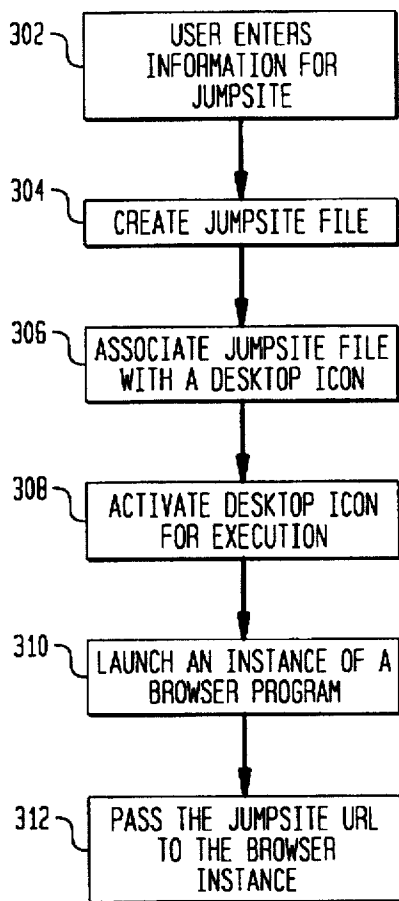 302
USER ENTERS
INFORMATION FOR
JUMPSITE
304
CREATE JUMPSITE FILE
306
ASSOCIATE JUMPSITE FILE
WITH A DESKTOP ICON
308
ACTIVATE DESKTOP ICON
FOR EXECUTION
310
LAUNCH AN INSTANCE OF A
BROWSER PROGRAM
312
PASS THE JUMPSITE URL
TO THE BROWSER
INSTANCE